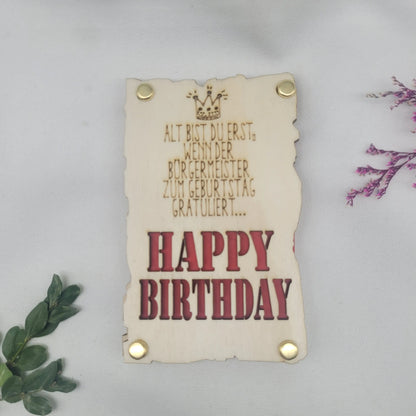 ALT BIST DU ERST,
WENN DER
BÜRGERMEISTER
ZUM GEBURTSTAG
GRATULIERT...
HAPPY
BIRTHDAY